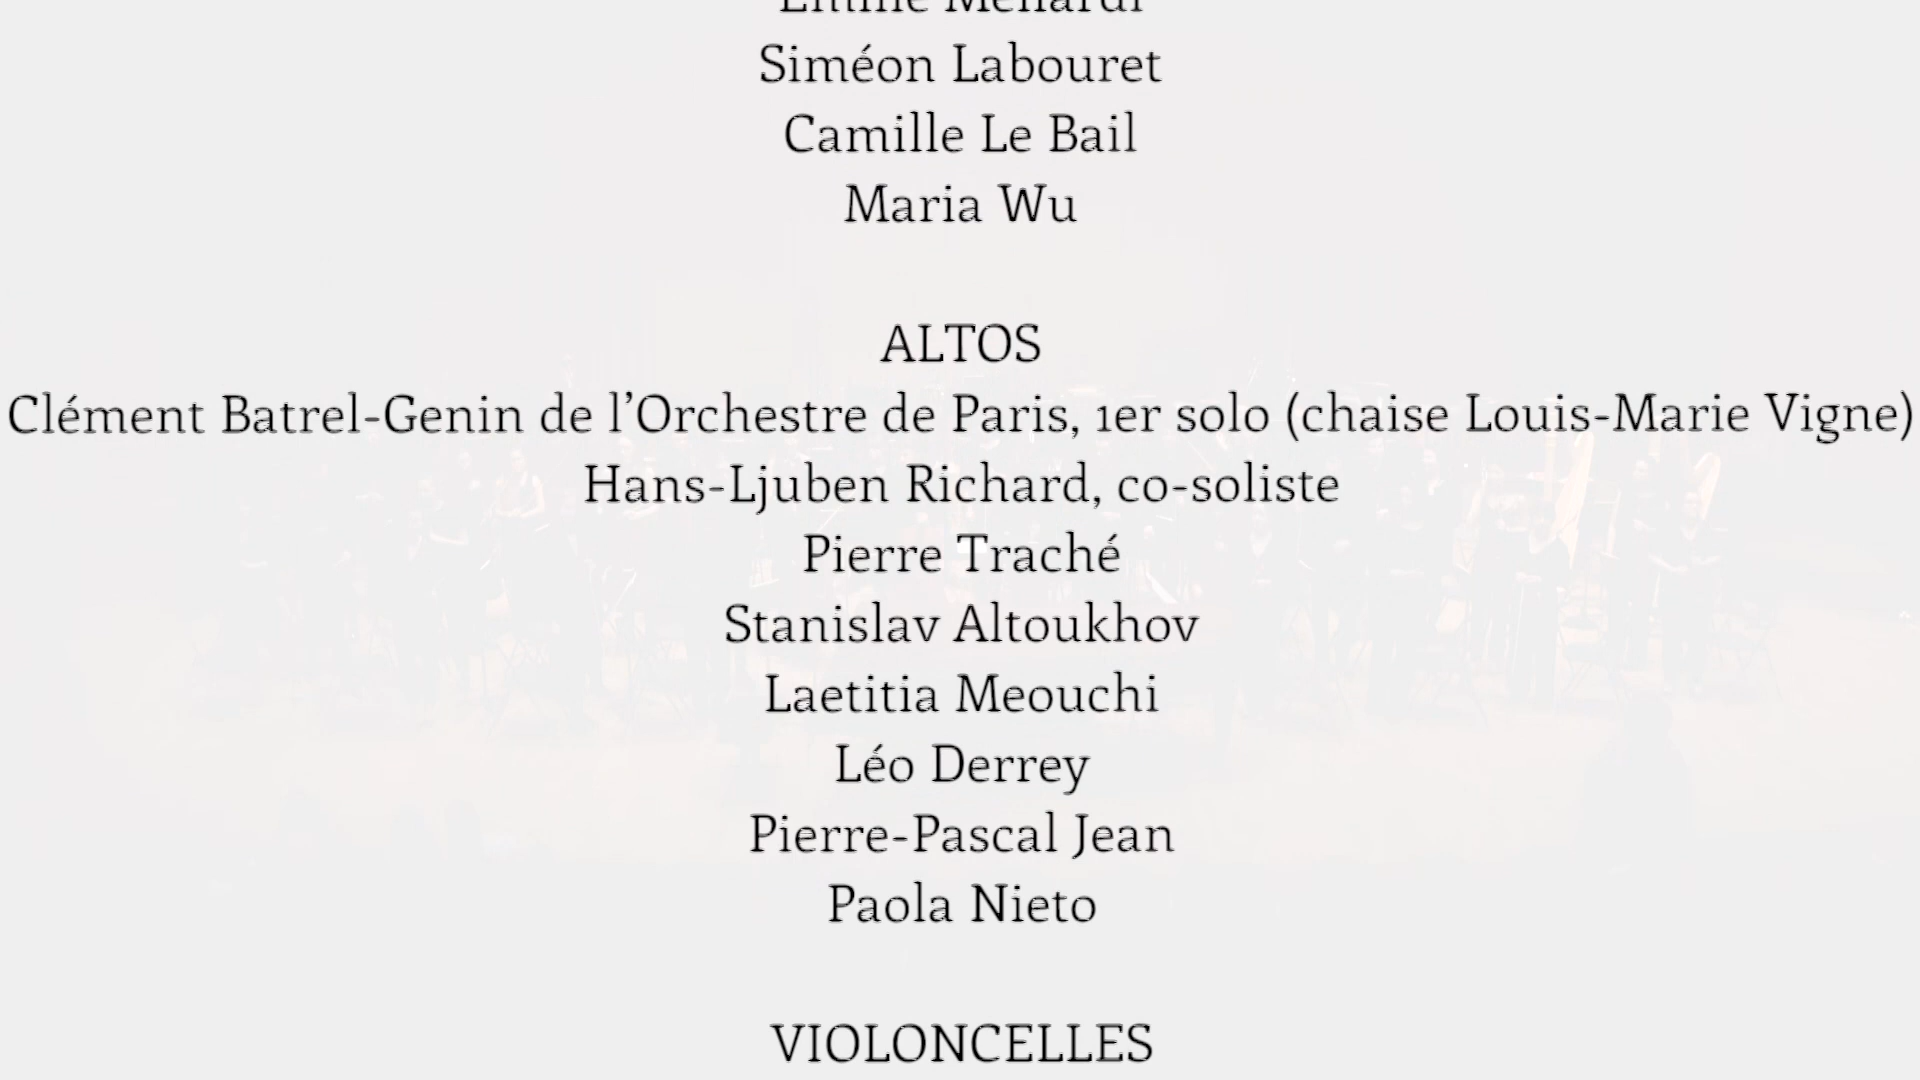 Siméon Labouret
Camille Le Bail
Maria Wu
ALTOS
Clément Batrel-Genin de l’Orchestre de Paris, 1er solo (chaise Louis-Marie Vigne)
Hans-Ljuben Richard, co-soliste
Pierre Traché
Stanislav Altoukhov
Laetitia Meouchi
Léo Derrey
Pierre-Pascal Jean
Paola Nieto
VIOLONCELLES